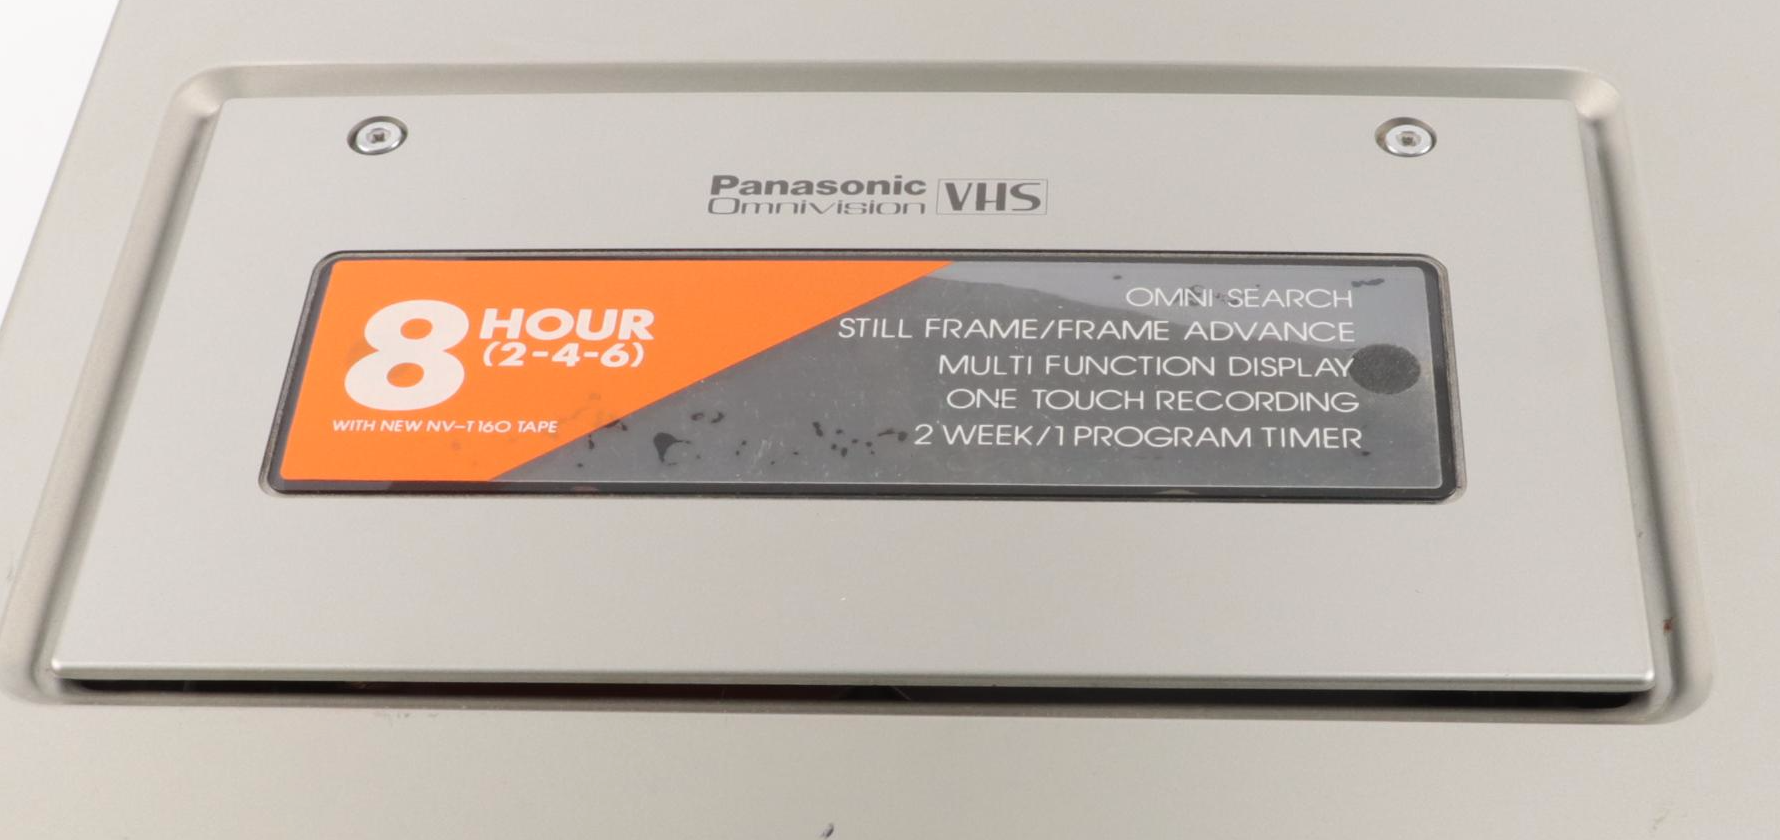 Panasonic VHS
Omnivision
8 HOUR
(2-4-6)
WITH NEW NV-T160 TAPE
OMNI SEARCH
STILL FRAME/FRAME ADVANCE
MULTI FUNCTION DISPLAY
ONE TOUCH RECORDING
2 WEEK/1 PROGRAM TIMER